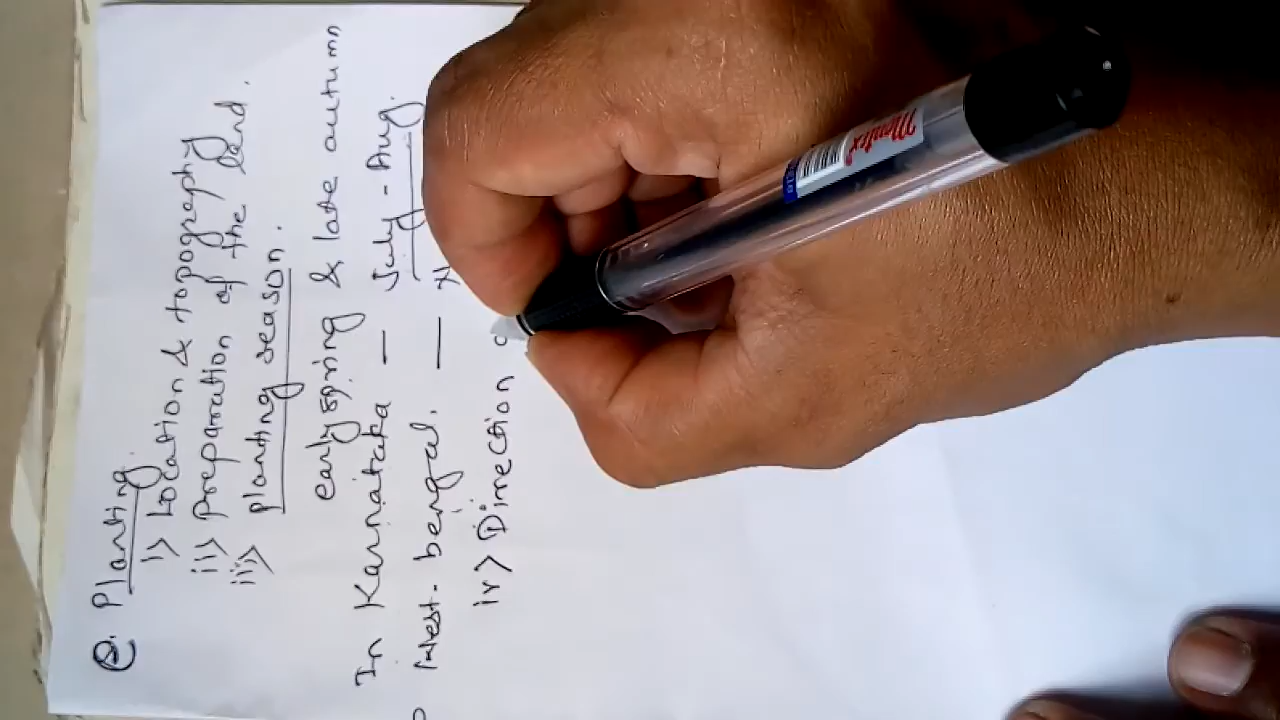 Q. Planting.
i> Location & topography
ii> preparation of the land.
iii> planting season.
early spring & late autumn
In Karnataka — July - Aug.
West bengal. —
iv> Direction
Montex